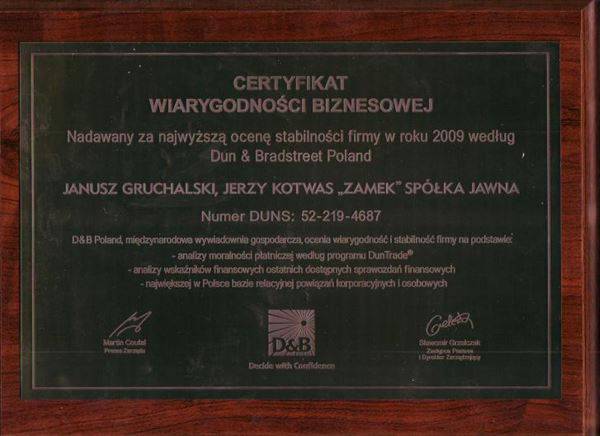 CERTYFIKAT
WIARYGODNOŚCI BIZNESOWEJ
Nadawany za najwyższą ocenę stabilności firmy w roku 2009 według
Dun & Bradstreet Poland
JANUSZ GRUCHALSKI, JERZY KOTWAS „ZAMEK” SPÓŁKA JAWNA
Numer DUNS: 52-219-4687
D&B Poland, międzynarodowa wywiadownia gospodarcza, ocenia wiarygodność i stabilność firmy na podstawie:
- analizy moralności płatniczej według programu DunTrade®
- analizy wskaźników finansowych ostatnich dostępnych sprawozdań finansowych
- największej w Polsce bazie relacyjnej powiązań korporacyjnych i osobowych
Martin Coufal
Prezes Zarządu
D&B
Decide with Confidence
Sławomir
Zastępca Prezesa
i Dyrektor Zarządzający